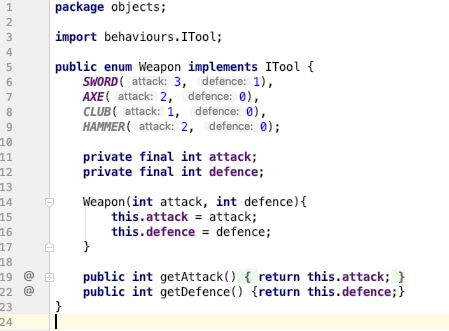 1 package objects;
2
3 import behaviours.ITool;
4
5 public enum Weapon implements ITool {
6 SWORD( attack: 3, defence: 1),
7 AXE( attack: 2, defence: 0),
8 CLUB( attack: 1, defence: 0),
9 HAMMER( attack: 2, defence: 0);
10
11 private final int attack;
12 private final int defence;
13
14 Weapon(int attack, int defence){
15 this.attack = attack;
16 this.defence = defence;
17 }
18
19 @ public int getAttack() { return this.attack; }
22 @ public int getDefence() {return this.defence;}
23 }
24